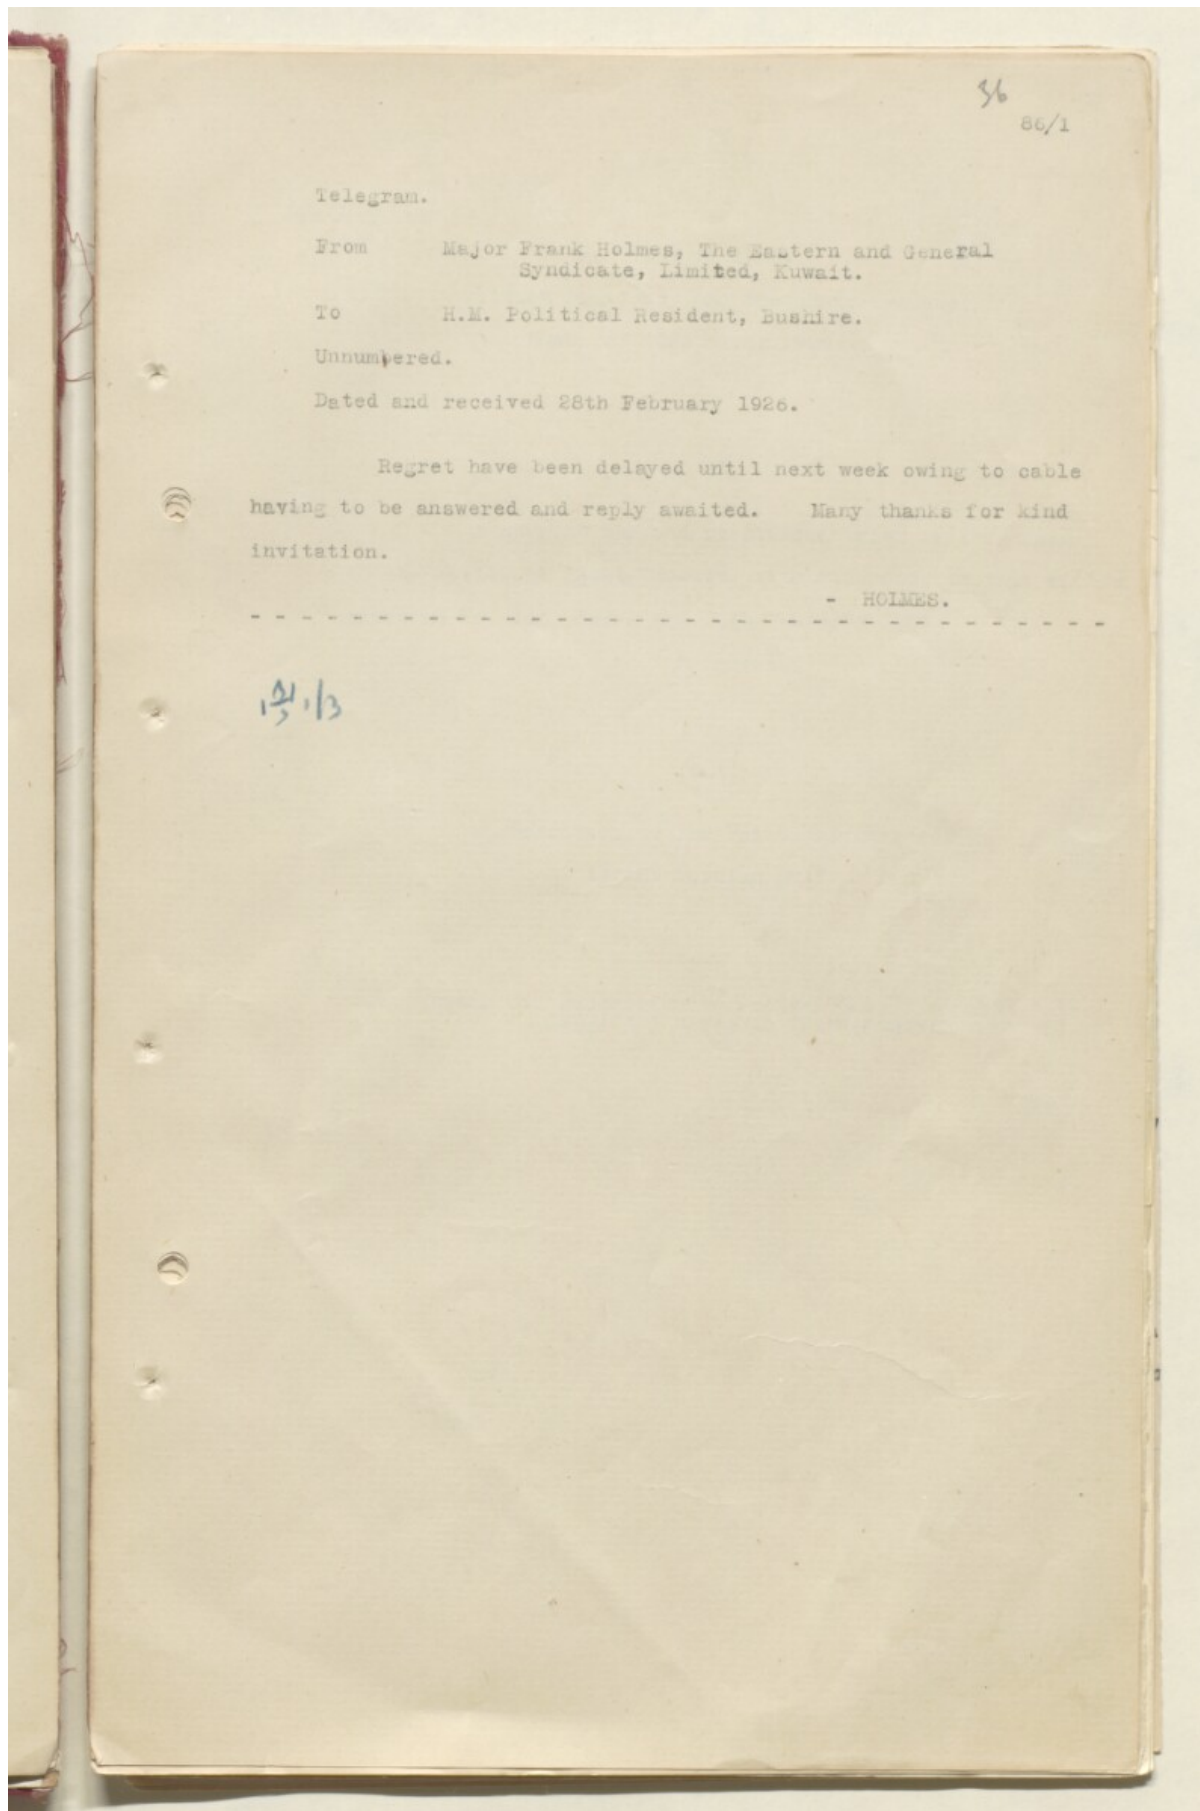 36
86/1
Telegram.
From Major Frank Holmes, The Eastern and General
Syndicate, Limited, Kuwait.
To H.M. Political Resident, Bushire.
Unnumbered.
Dated and received 28th February 1926.
Regret have been delayed until next week owing to cable
having to be answered and reply awaited. Many thanks for kind
invitation.
- HOLMES.
1/3